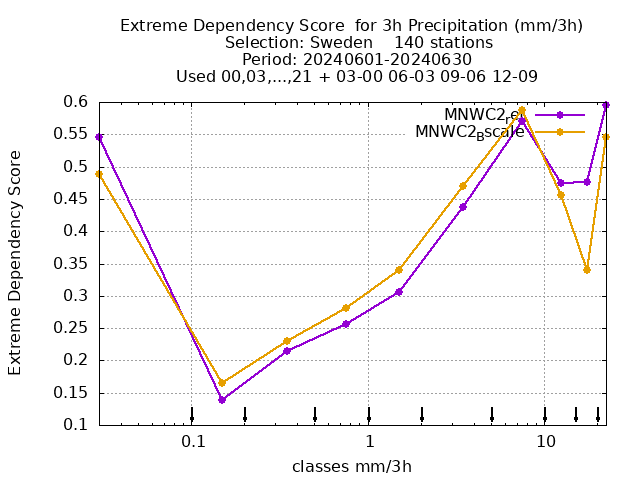 Extreme Dependency Score  for 3h Precipitation (mm/3h)
Selection: Sweden    140 stations
Period: 20240601-20240630
Used 00,03,...,21 + 03-00 06-03 09-06 12-09
MNWC2_ref
MNWC2_Bscale
0.6
0.55
0.5
0.45
0.4
0.35
0.3
0.25
0.2
0.15
0.1
Extreme Dependency Score
0.1
1
10
classes mm/3h